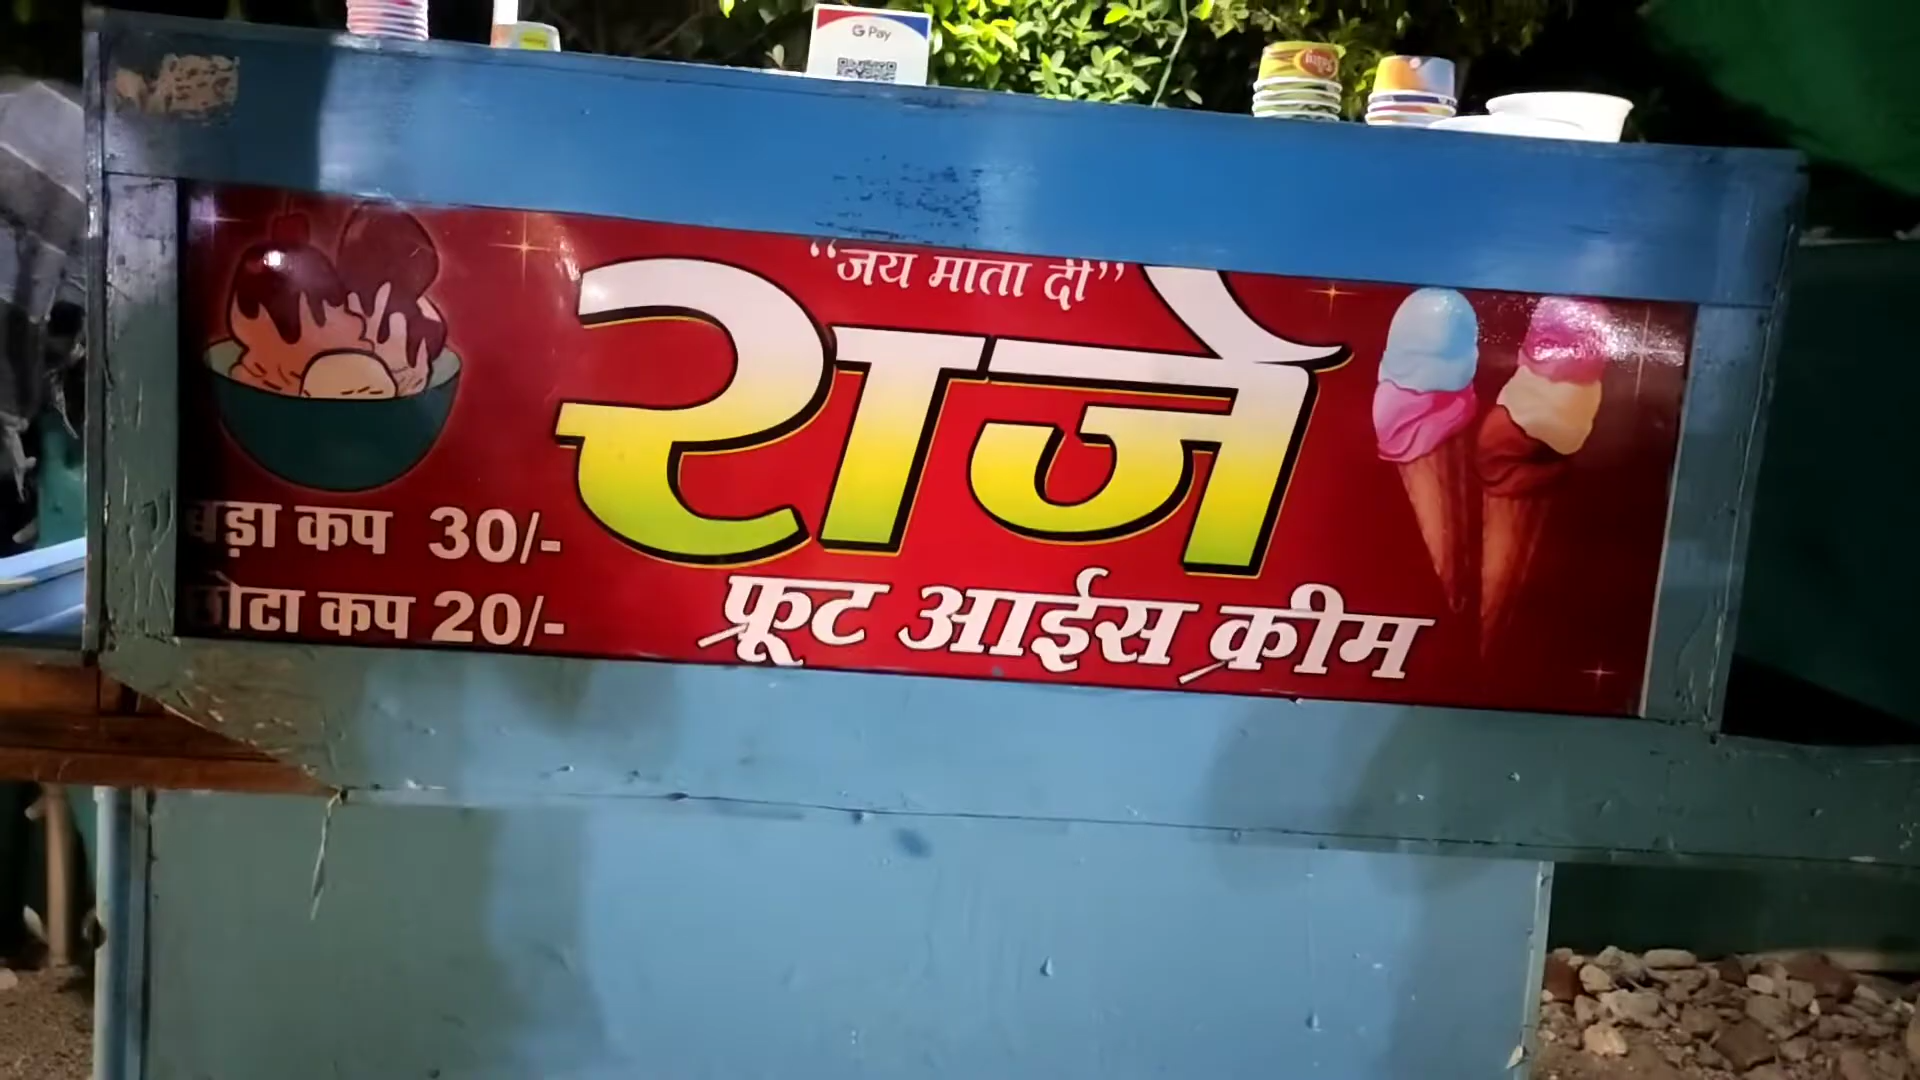 G Pay
“जय माता दी”
राजे
बड़ा कप 30/-
छोटा कप 20/-
फ्रूट आईस क्रीम